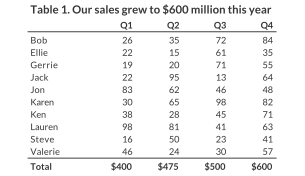 Table 1. Our sales grew to $600 million this year
Q1 Q2 Q3 Q4
Bob 26 35 72 84
Ellie 22 15 61 35
Gerrie 19 20 71 55
Jack 22 95 13 64
Jon 83 62 46 48
Karen 30 65 98 82
Ken 38 28 45 71
Lauren 98 81 41 63
Steve 16 50 23 41
Valerie 46 24 30 57
Total $400 $475 $500 $600